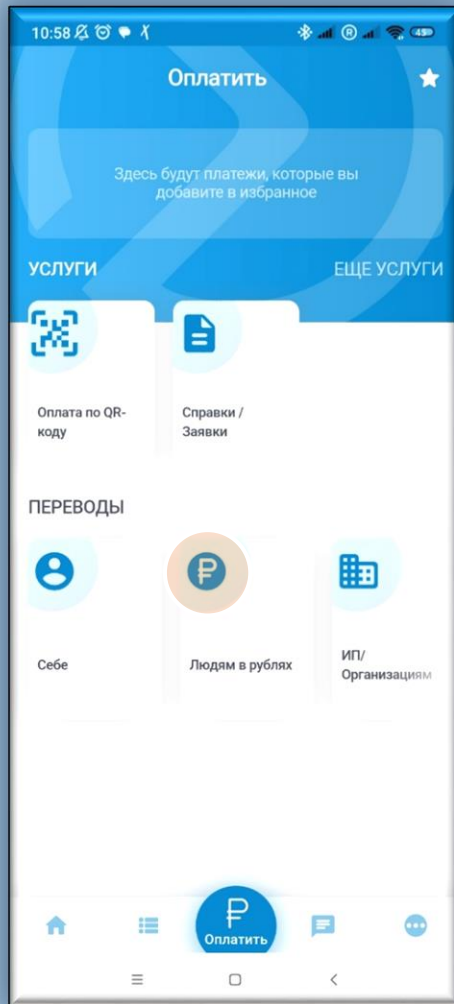 10:58
R 45
Оплатить
Здесь будут платежи, которые вы
добавите в избранное
УСЛУГИ ЕЩЕ УСЛУГИ
Оплата по QR-
коду
Справки /
Заявки
ПЕРЕВОДЫ
Себе
Людям в рублях
ИП/
Организациям
Оплатить